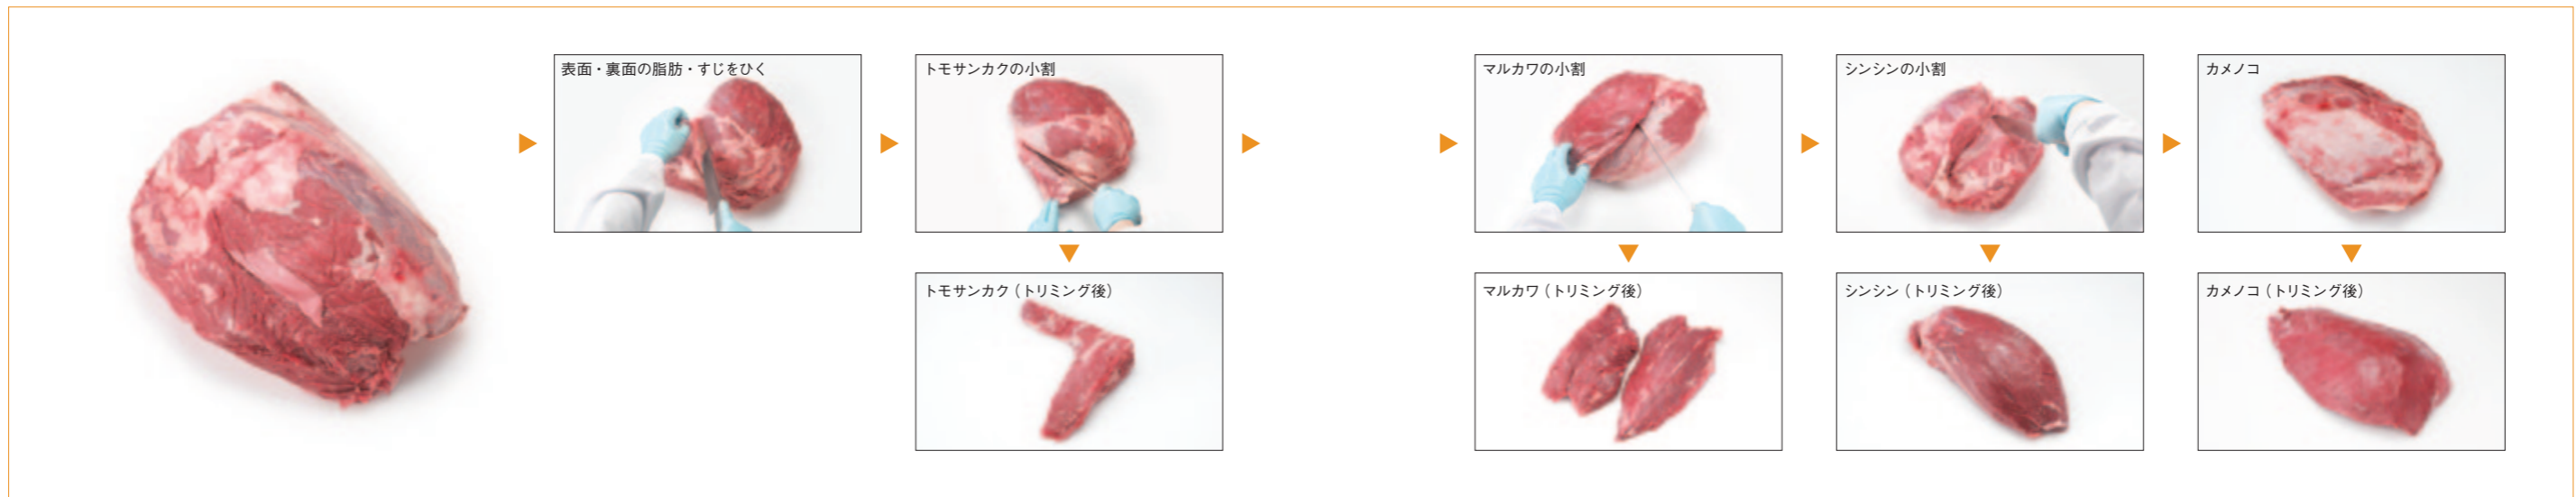 表面・裏面の脂肪・すじをひく
トモサンカクの小割
マルカワの小割
シンシンの小割
カメノコ
トモサンカク（トリミング後）
マルカワ（トリミング後）
シンシン（トリミング後）
カメノコ（トリミング後）